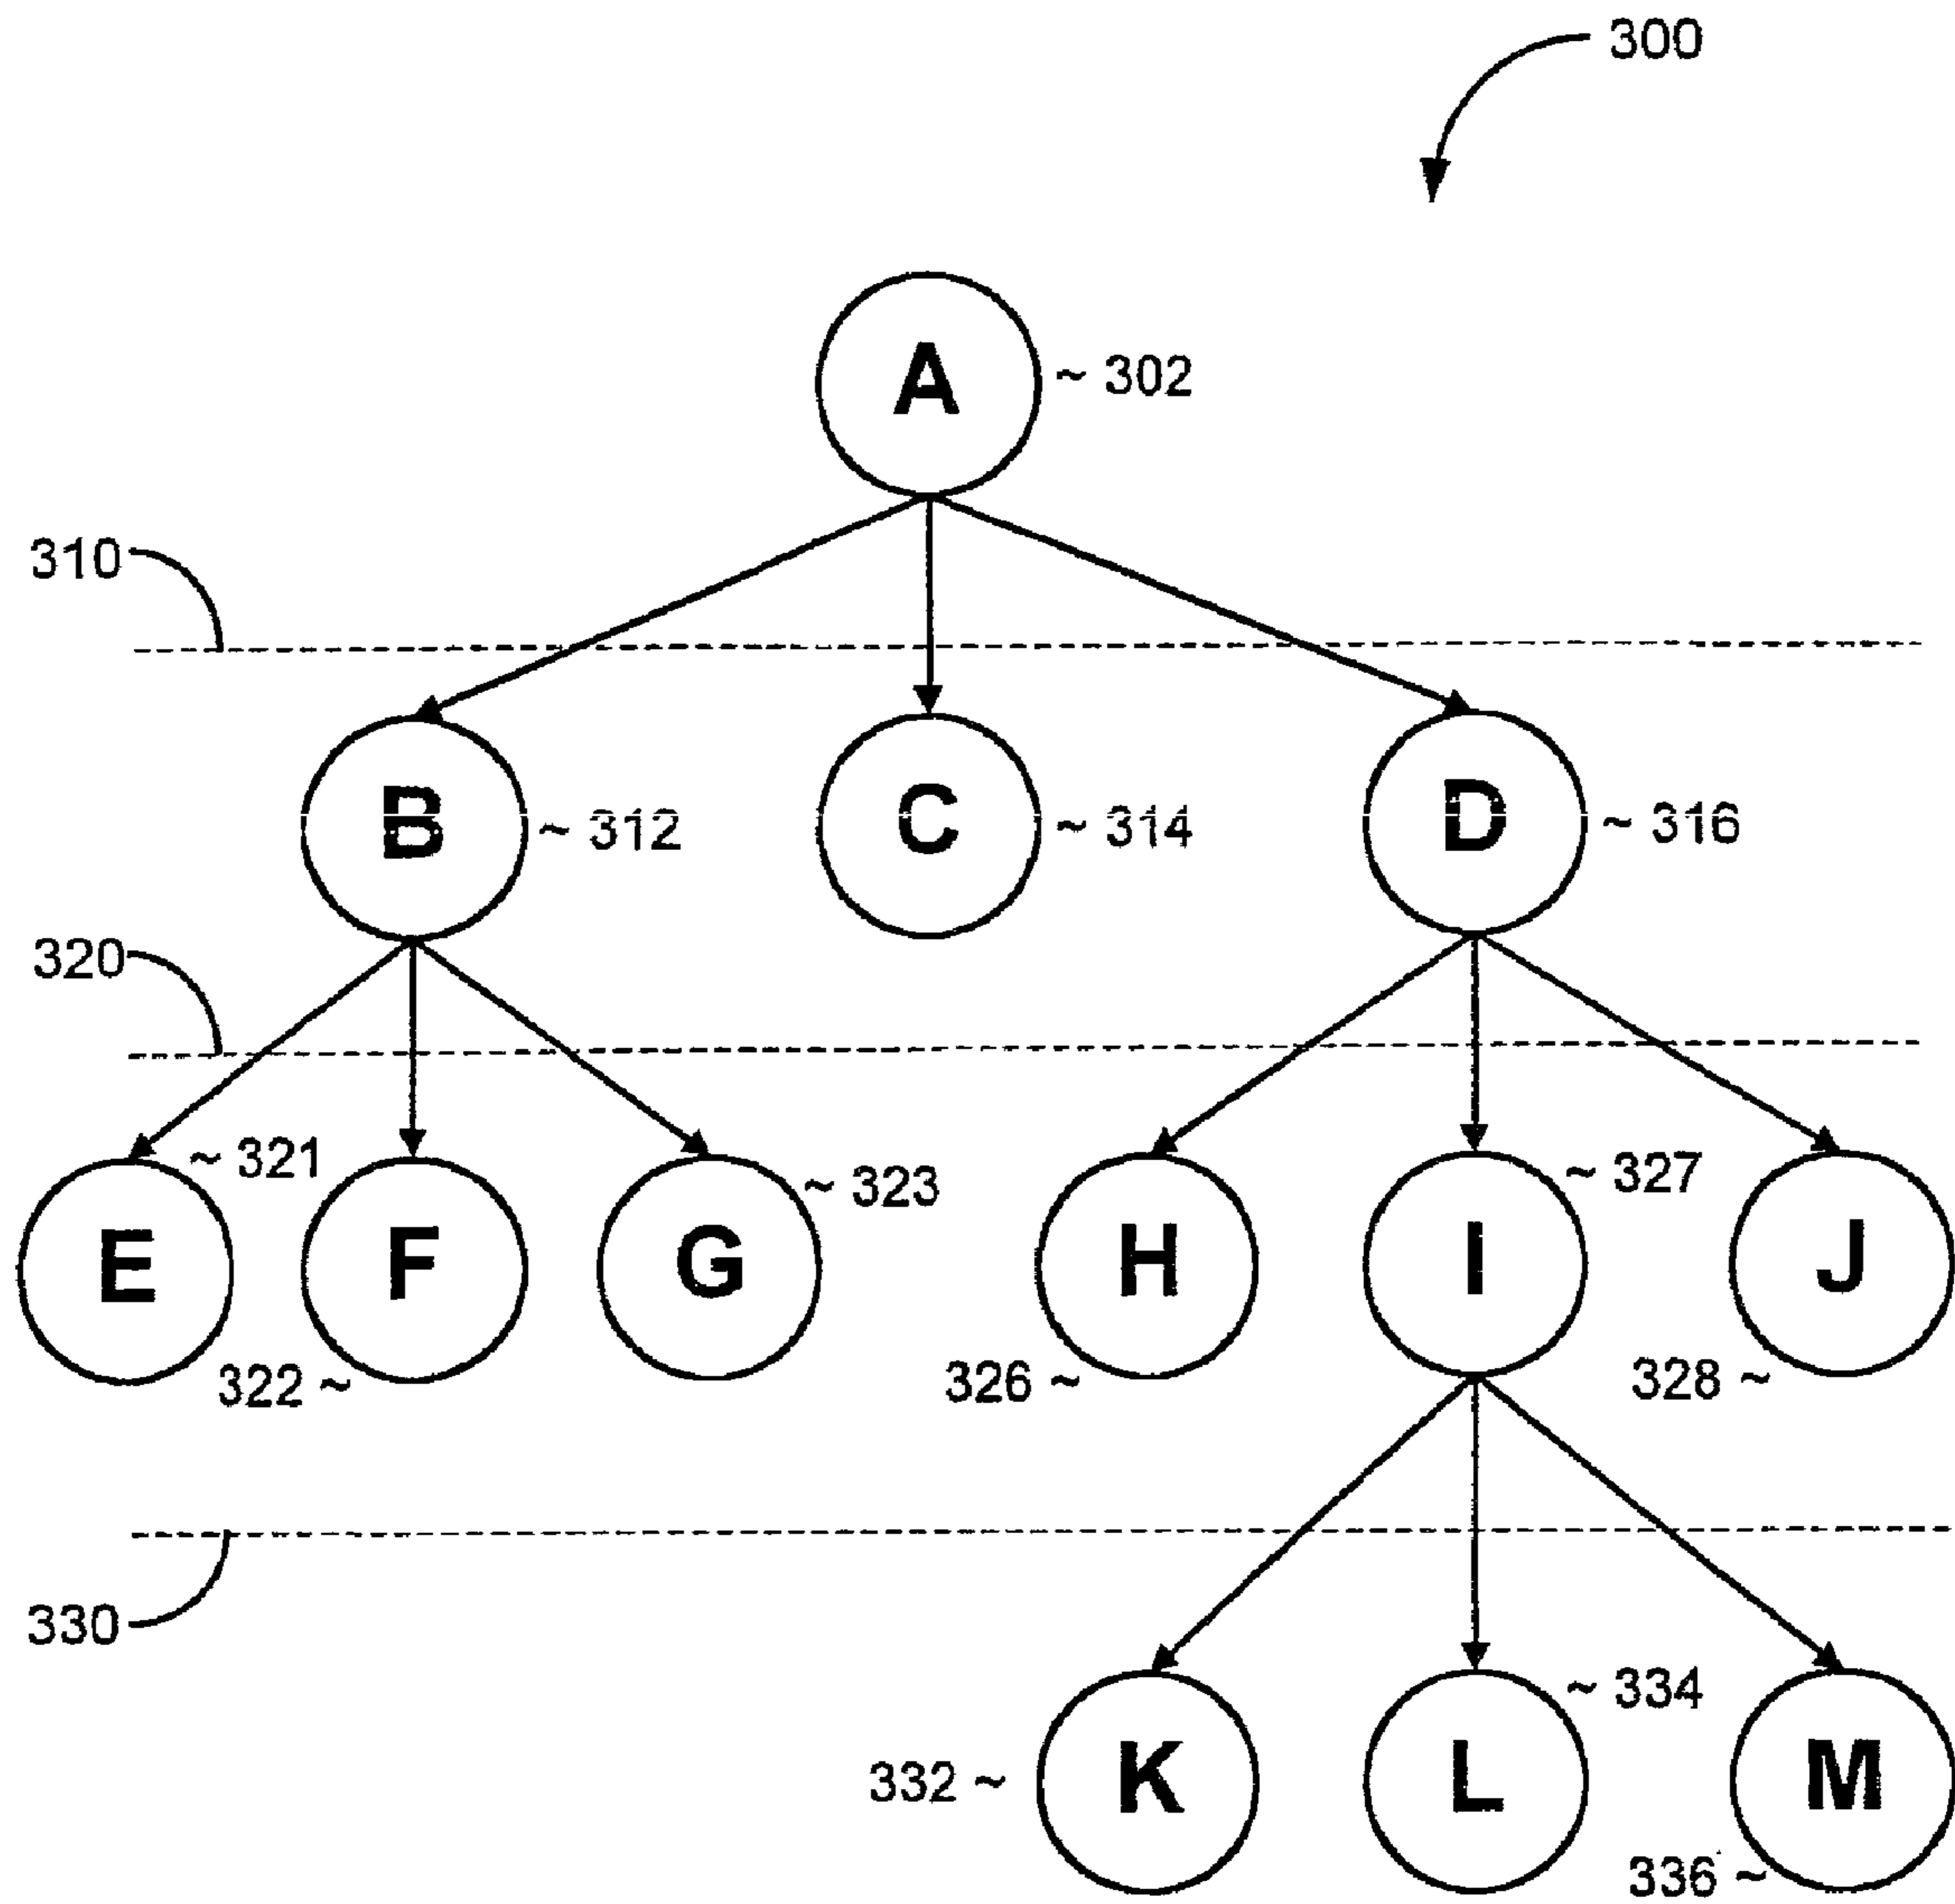 300
A
~ 302
310
B
~ 312
C
~ 314
D
~ 316
320
~ 321
~ 323
~ 327
E
F
G
H
I
J
322 ~
326 ~
328 ~
330
~ 334
332 ~
K
L
M
336 ~